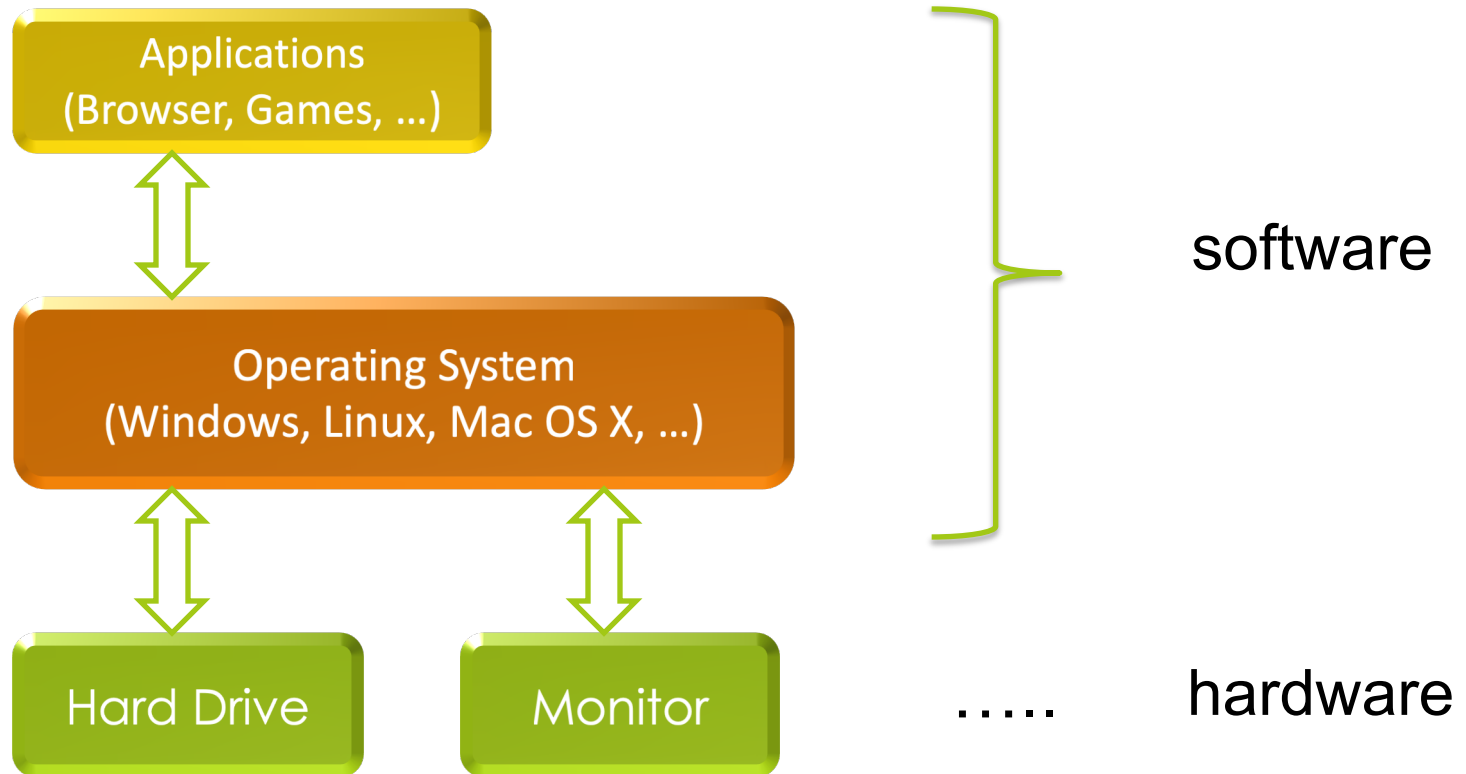 Applications
(Browser, Games, ...)
software
Operating System
(Windows, Linux, Mac OS X, ...)
Hard Drive
Monitor
.....
hardware